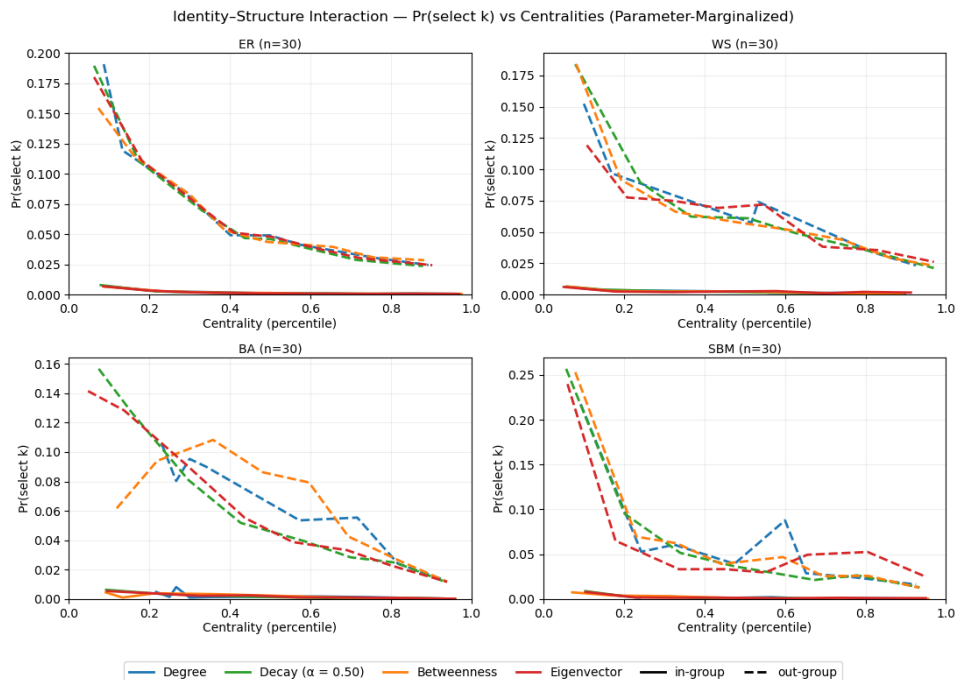 Identity–Structure Interaction — Pr(select k) vs Centralities (Parameter-Marginalized)
ER (n=30)
Pr(select k)
0.200
0.175
0.150
0.125
0.100
0.075
0.050
0.025
0.000
0.0 0.2 0.4 0.6 0.8 1.0
Centrality (percentile)
WS (n=30)
Pr(select k)
0.175
0.150
0.125
0.100
0.075
0.050
0.025
0.000
0.0 0.2 0.4 0.6 0.8 1.0
Centrality (percentile)
BA (n=30)
Pr(select k)
0.16
0.14
0.12
0.10
0.08
0.06
0.04
0.02
0.00
0.0 0.2 0.4 0.6 0.8 1.0
Centrality (percentile)
SBM (n=30)
Pr(select k)
0.25
0.20
0.15
0.10
0.05
0.00
0.0 0.2 0.4 0.6 0.8 1.0
Centrality (percentile)
Degree Decay (α = 0.50) Betweenness Eigenvector in-group out-group